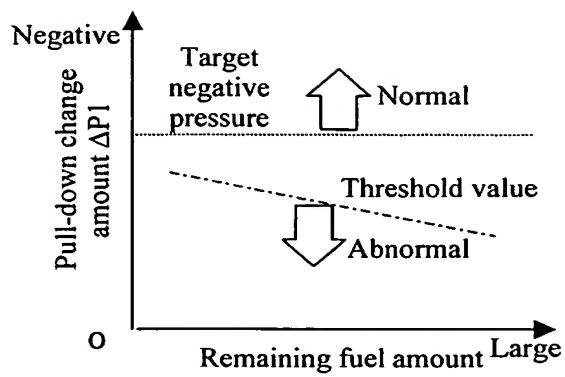 Negative
Target
negative
pressure
Normal
Pull-down change
amount ΔP1
Threshold value
Abnormal
O
Remaining fuel amount
Large